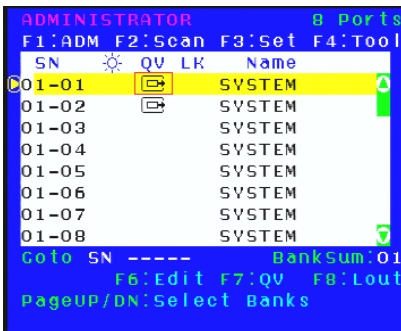 ADMINISTRATOR 8 Ports
F1:ADM F2:Scan F3:Set F4:Tool
SN QV LK Name
01-01 SYSTEM
01-02 SYSTEM
01-03 SYSTEM
01-04 SYSTEM
01-05 SYSTEM
01-06 SYSTEM
01-07 SYSTEM
01-08 SYSTEM
Goto SN ----- BankSum:01
F6:Edit F7:QV F8:Lout
PageUP/DN:Select Banks